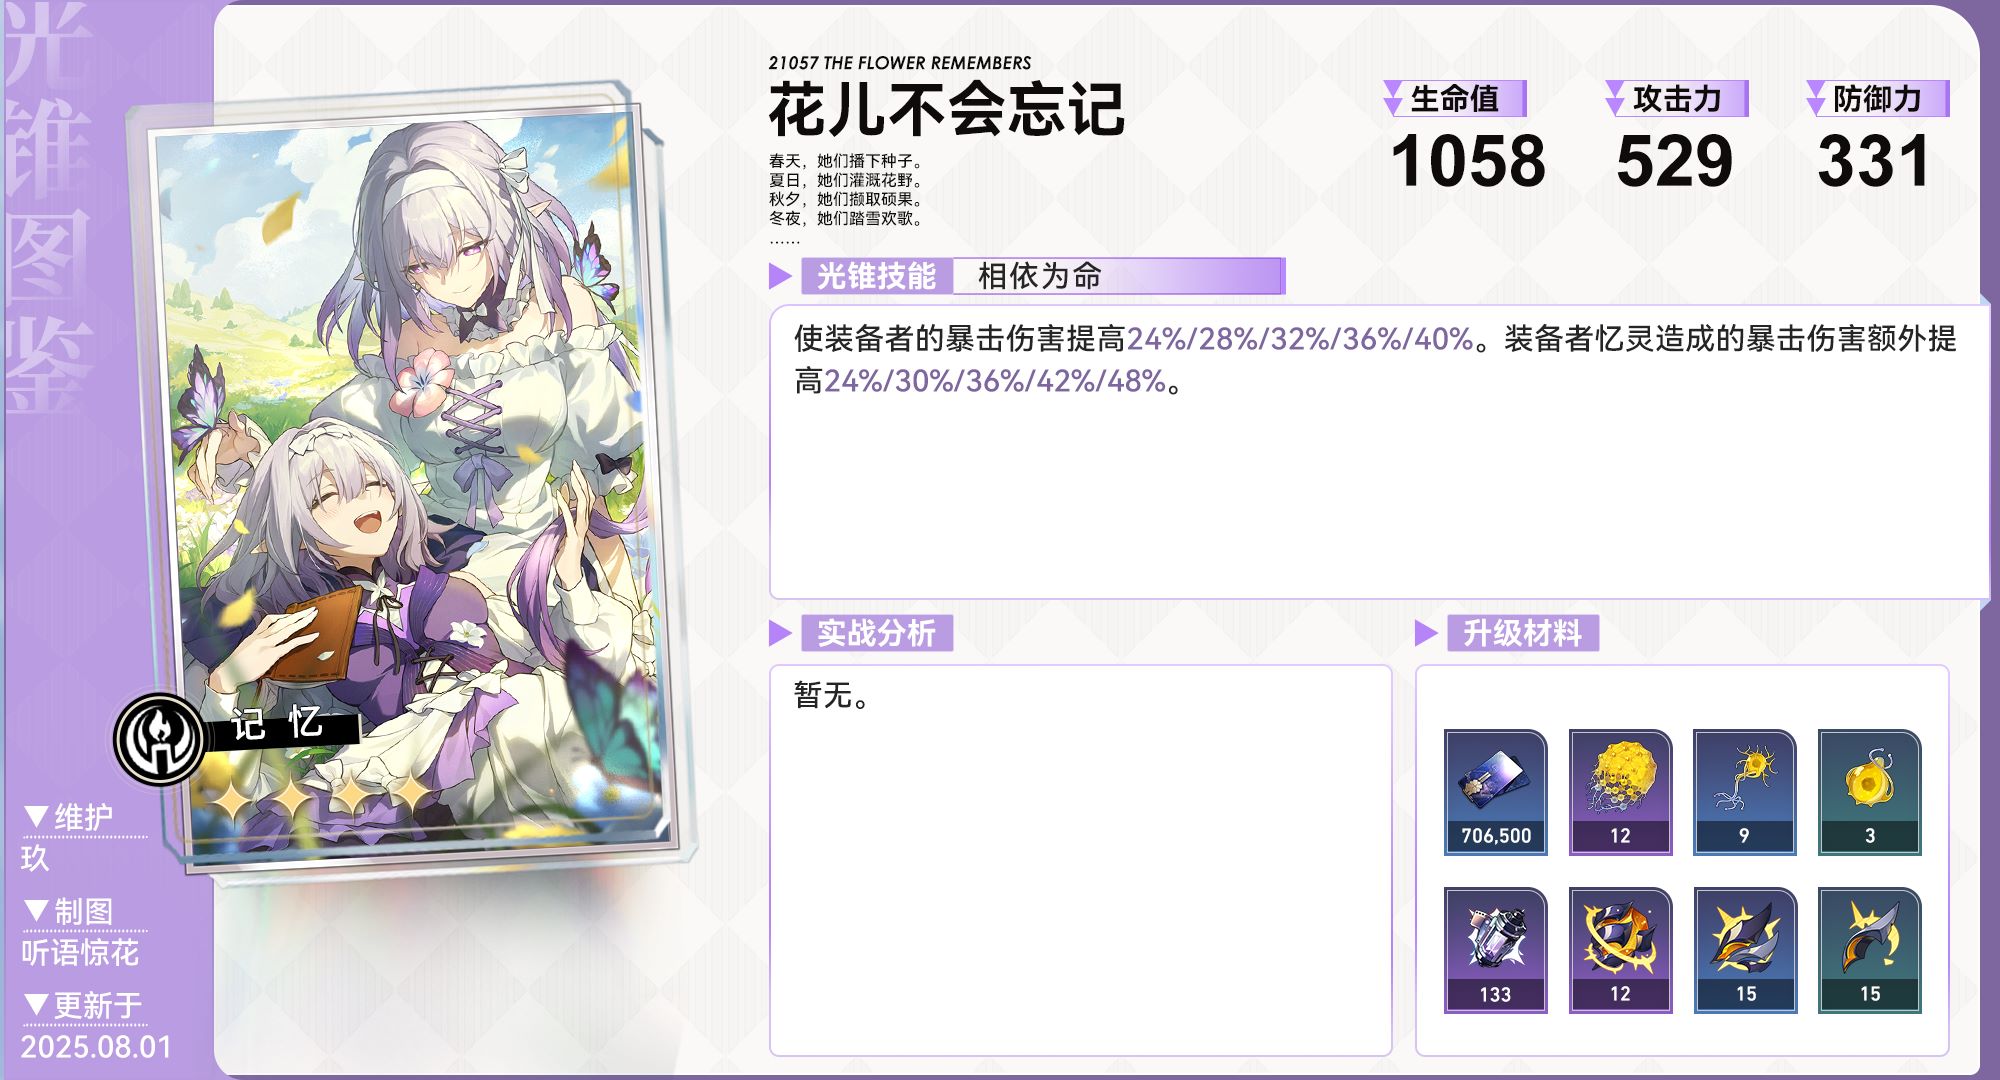 光锥图鉴
21057 THE FLOWER REMEMBERS
花儿不会忘记
春天，她们播下种子。
夏日，她们灌溉花野。
秋夕，她们撷取硕果。
冬夜，她们踏雪欢歌。
……
生命值
1058
攻击力
529
防御力
331
光锥技能 相依为命
使装备者的暴击伤害提高24%/28%/32%/36%/40%。装备者忆灵造成的暴击伤害额外提
高24%/30%/36%/42%/48%。
记忆
实战分析
暂无。
升级材料
706,500 12 9 3
133 12 15 15
▼维护
玖
▼制图
听语惊花
▼更新于
2025.08.01